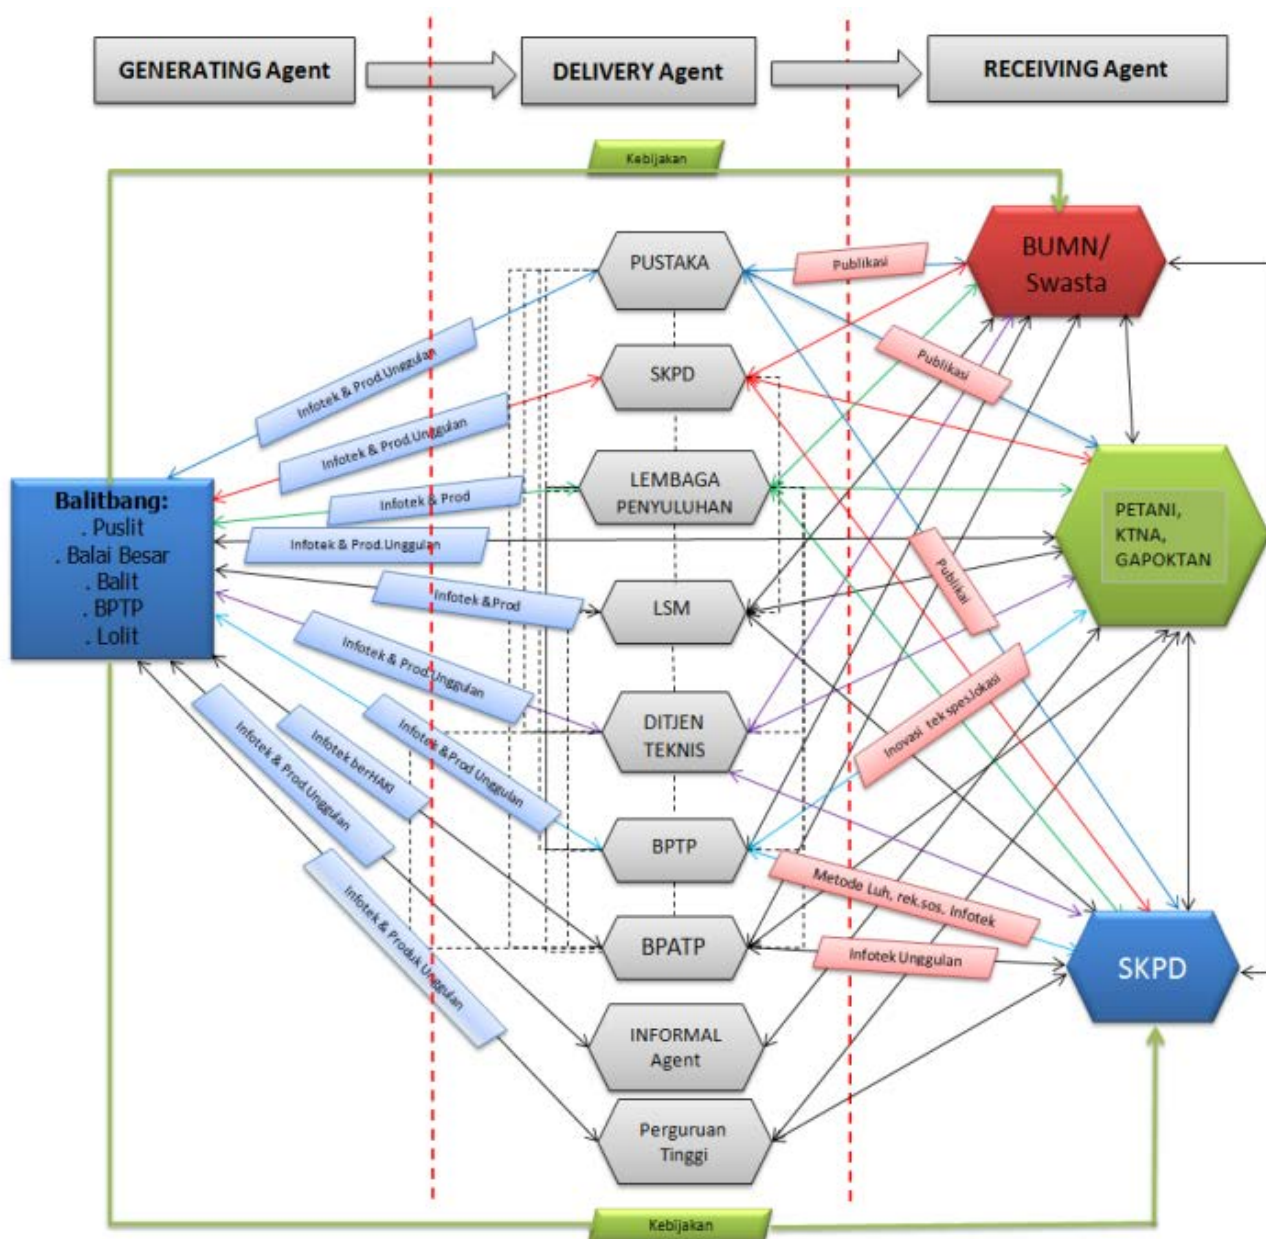 GENERATING Agent
DELIVERY Agent
RECEIVING Agent
Kebijakan
PUSTAKA
Publikasi
BUMN/
Swasta
Infotek & Prod.Unggulan
SKPD
Publikasi
Infotek & Prod.Unggulan
Balitbang:
. Puslit
. Balai Besar
. Balit
. BPTP
. Lolit
Infotek & Prod
LEMBAGA
PENYULUHAN
PETANI,
KTNA,
GAPOKTAN
Infotek & Prod.Unggulan
Infotek &Prod
LSM
Publikai
Infotek & Prod.Unggulan
DITJEN
TEKNIS
Inovasi tek spes.lokasi
Infotek &Prod Unggulan
Infotek berHAKI
Infotek & Prod.Unggulan
BPTP
Metode Luh, rek.sos, Infotek
Infotek & Produk Unggulan
BPATP
Infotek Unggulan
SKPD
INFORMAL
Agent
Perguruan
Tinggi
Kebijakan